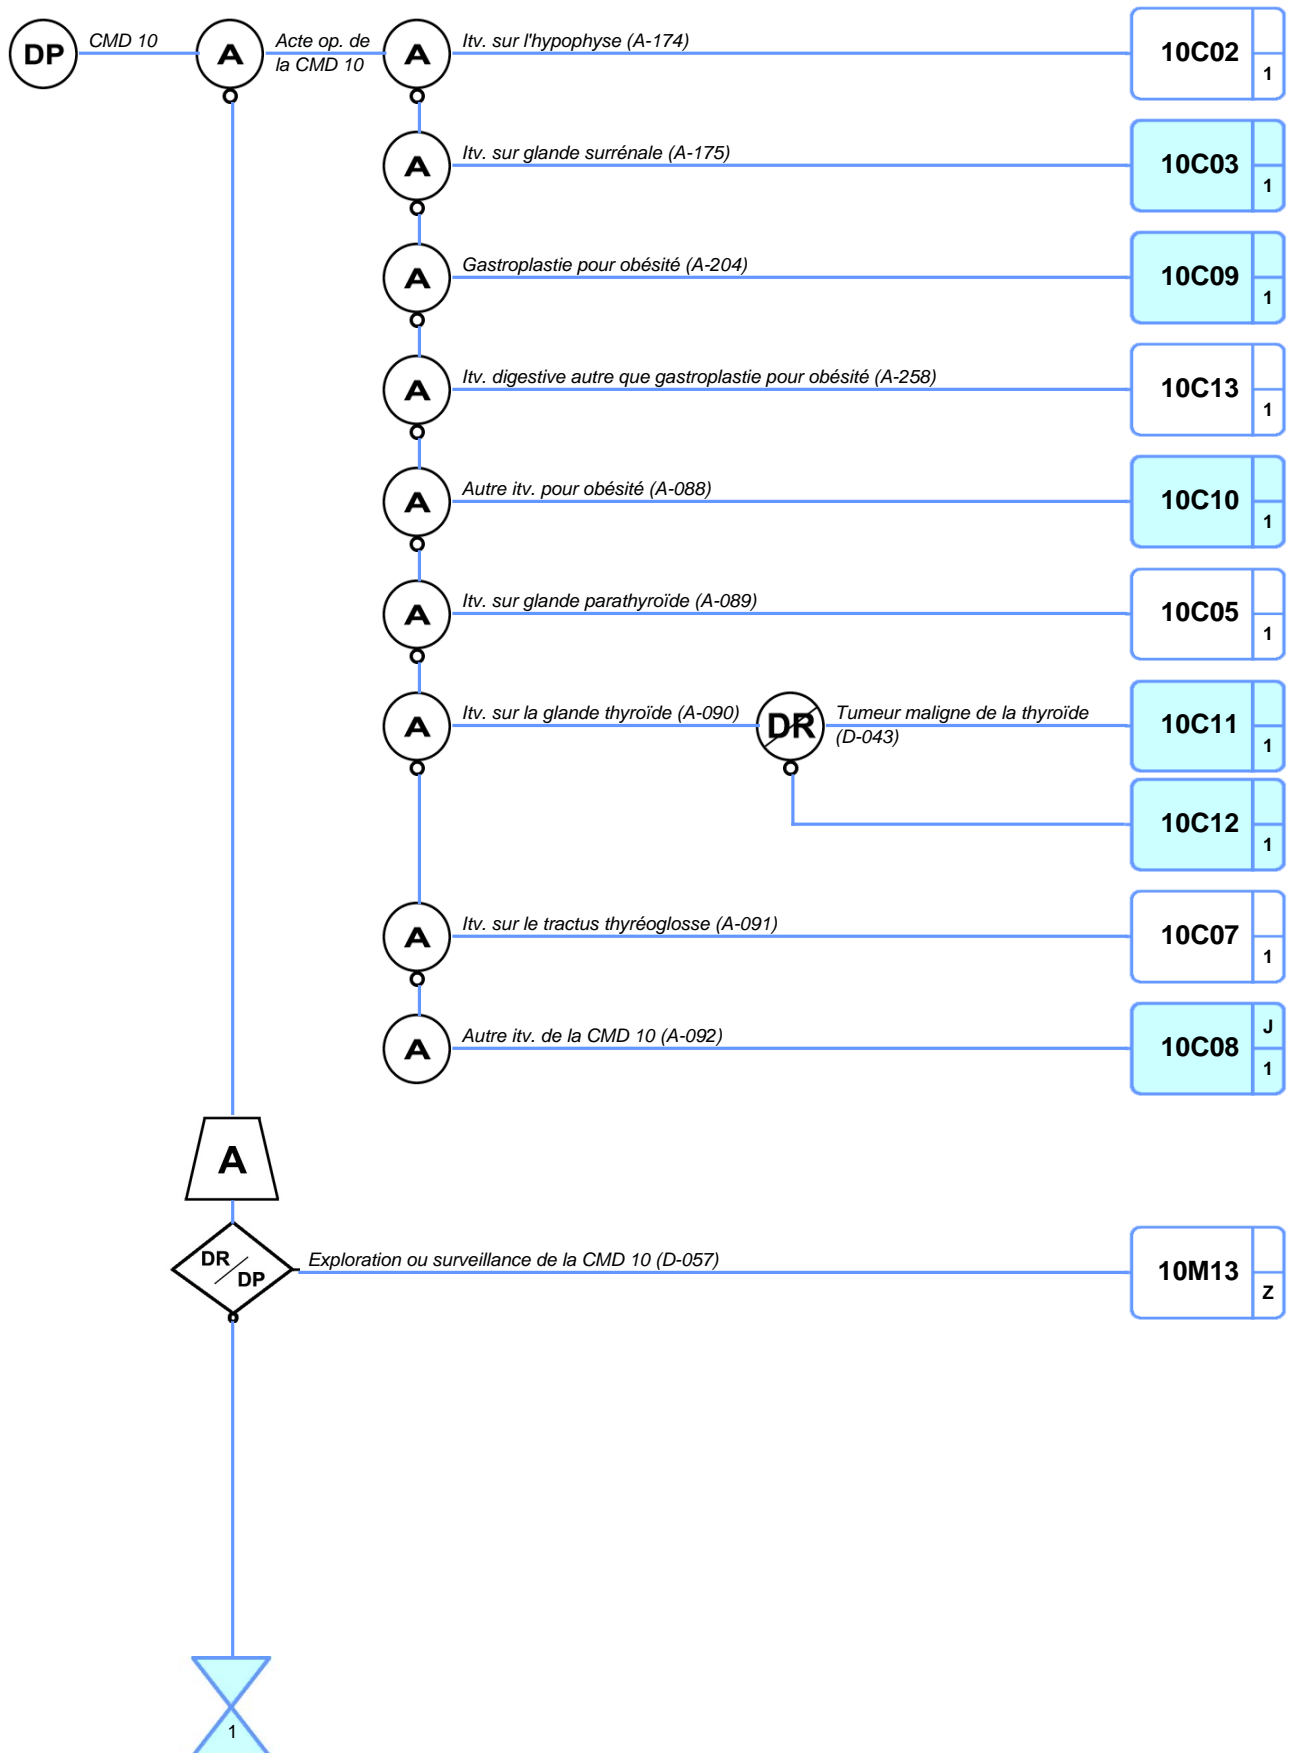 DP
CMD 10
A
Acte op. de
la CMD 10
A
Itv. sur l'hypophyse (A-174)
10C02
1
A
Itv. sur glande surrénale (A-175)
10C03
1
A
Gastroplastie pour obésité (A-204)
10C09
1
A
Itv. digestive autre que gastroplastie pour obésité (A-258)
10C13
1
A
Autre itv. pour obésité (A-088)
10C10
1
A
Itv. sur glande parathyroïde (A-089)
10C05
1
A
Itv. sur la glande thyroïde (A-090)
DR
Tumeur maligne de la thyroïde
(D-043)
10C11
1
10C12
1
A
Itv. sur le tractus thyréoglosse (A-091)
10C07
1
A
Autre itv. de la CMD 10 (A-092)
10C08
J
1
A
DR
DP
Exploration ou surveillance de la CMD 10 (D-057)
10M13
Z
1